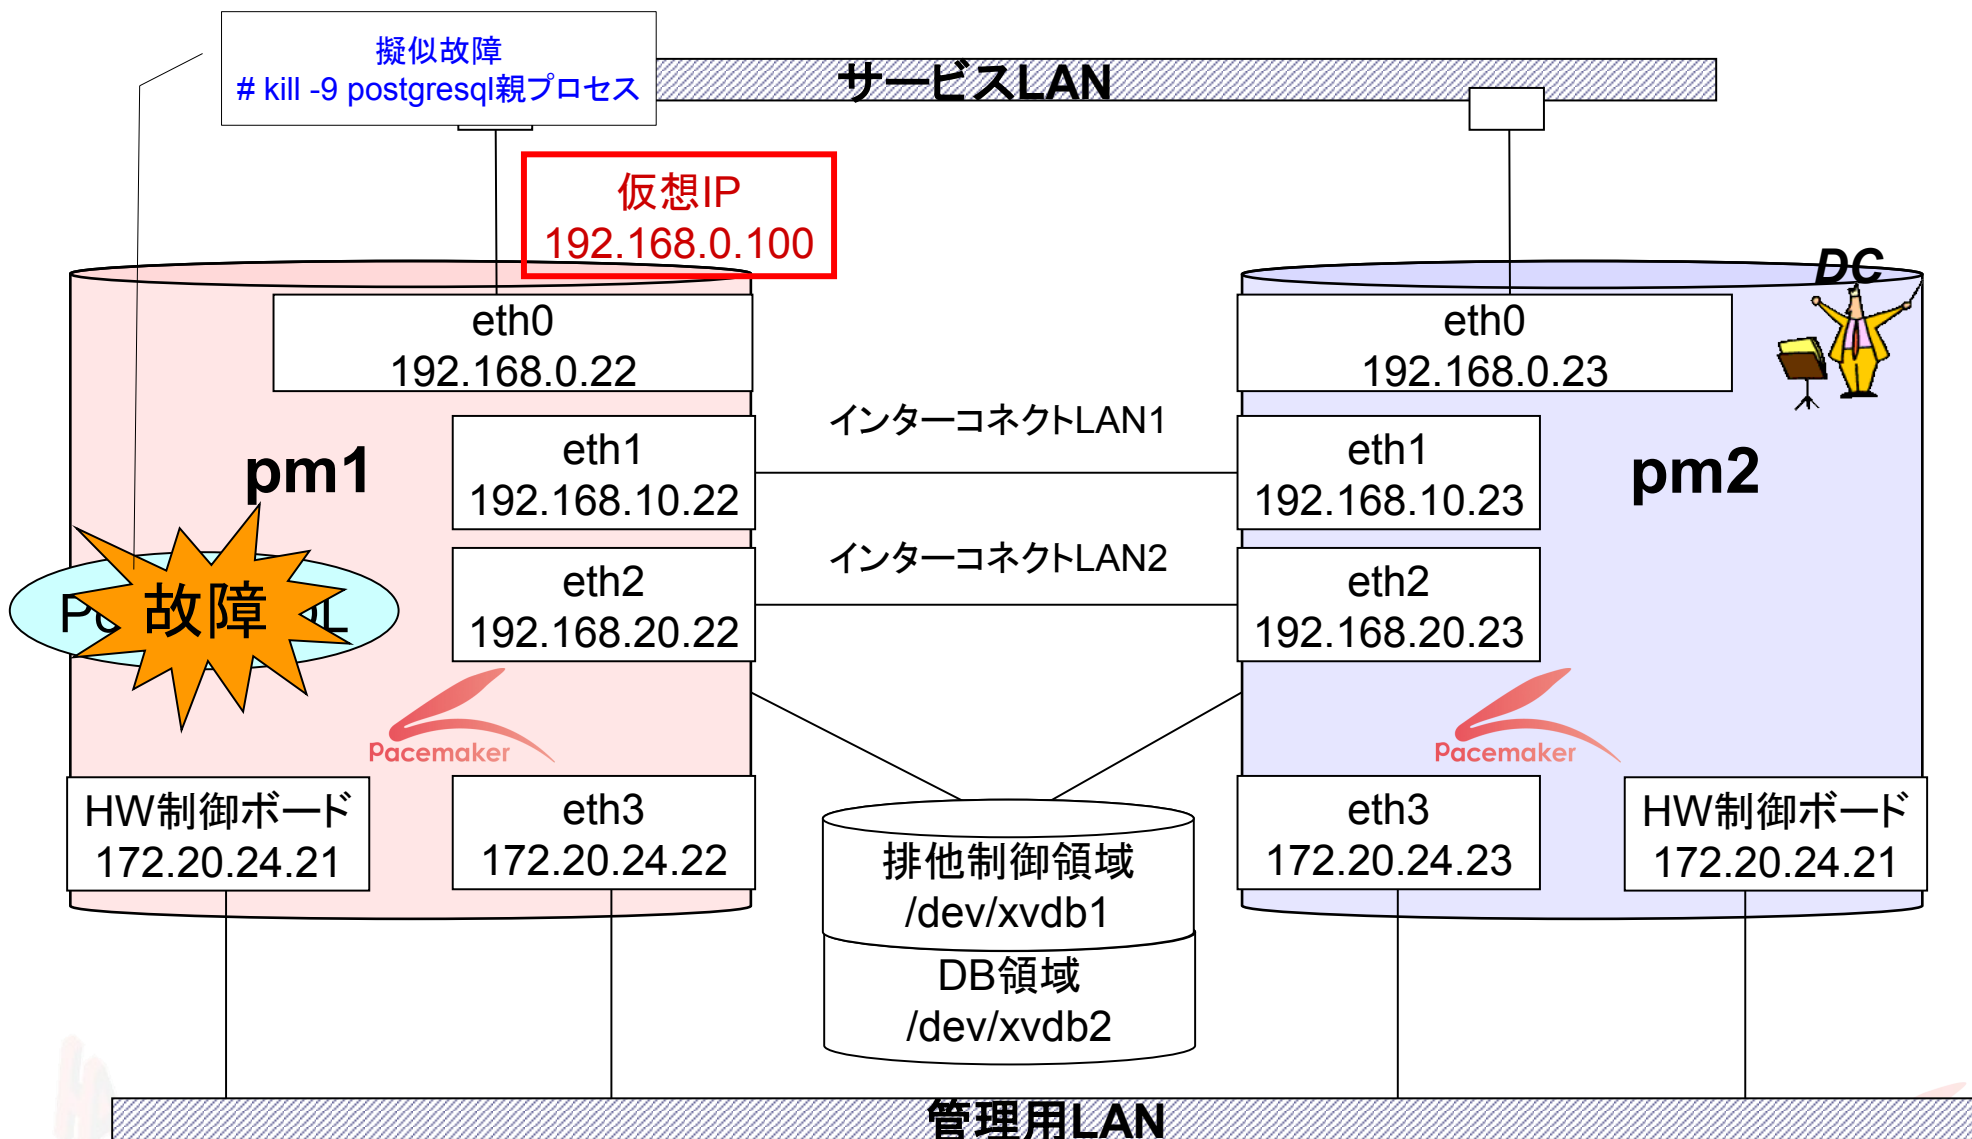 擬似故障
# kill -9 postgresql親プロセス
サービスLAN
仮想IP
192.168.0.100
DC
eth0
192.168.0.22
eth0
192.168.0.23
インターコネクトLAN1
pm1
eth1
192.168.10.22
eth1
192.168.10.23
pm2
インターコネクトLAN2
故障
eth2
192.168.20.22
eth2
192.168.20.23
Pacemaker
Pacemaker
HW制御ボード
172.20.24.21
eth3
172.20.24.22
排他制御領域
/dev/xvdb1
DB領域
/dev/xvdb2
eth3
172.20.24.23
HW制御ボード
172.20.24.21
管理用LAN